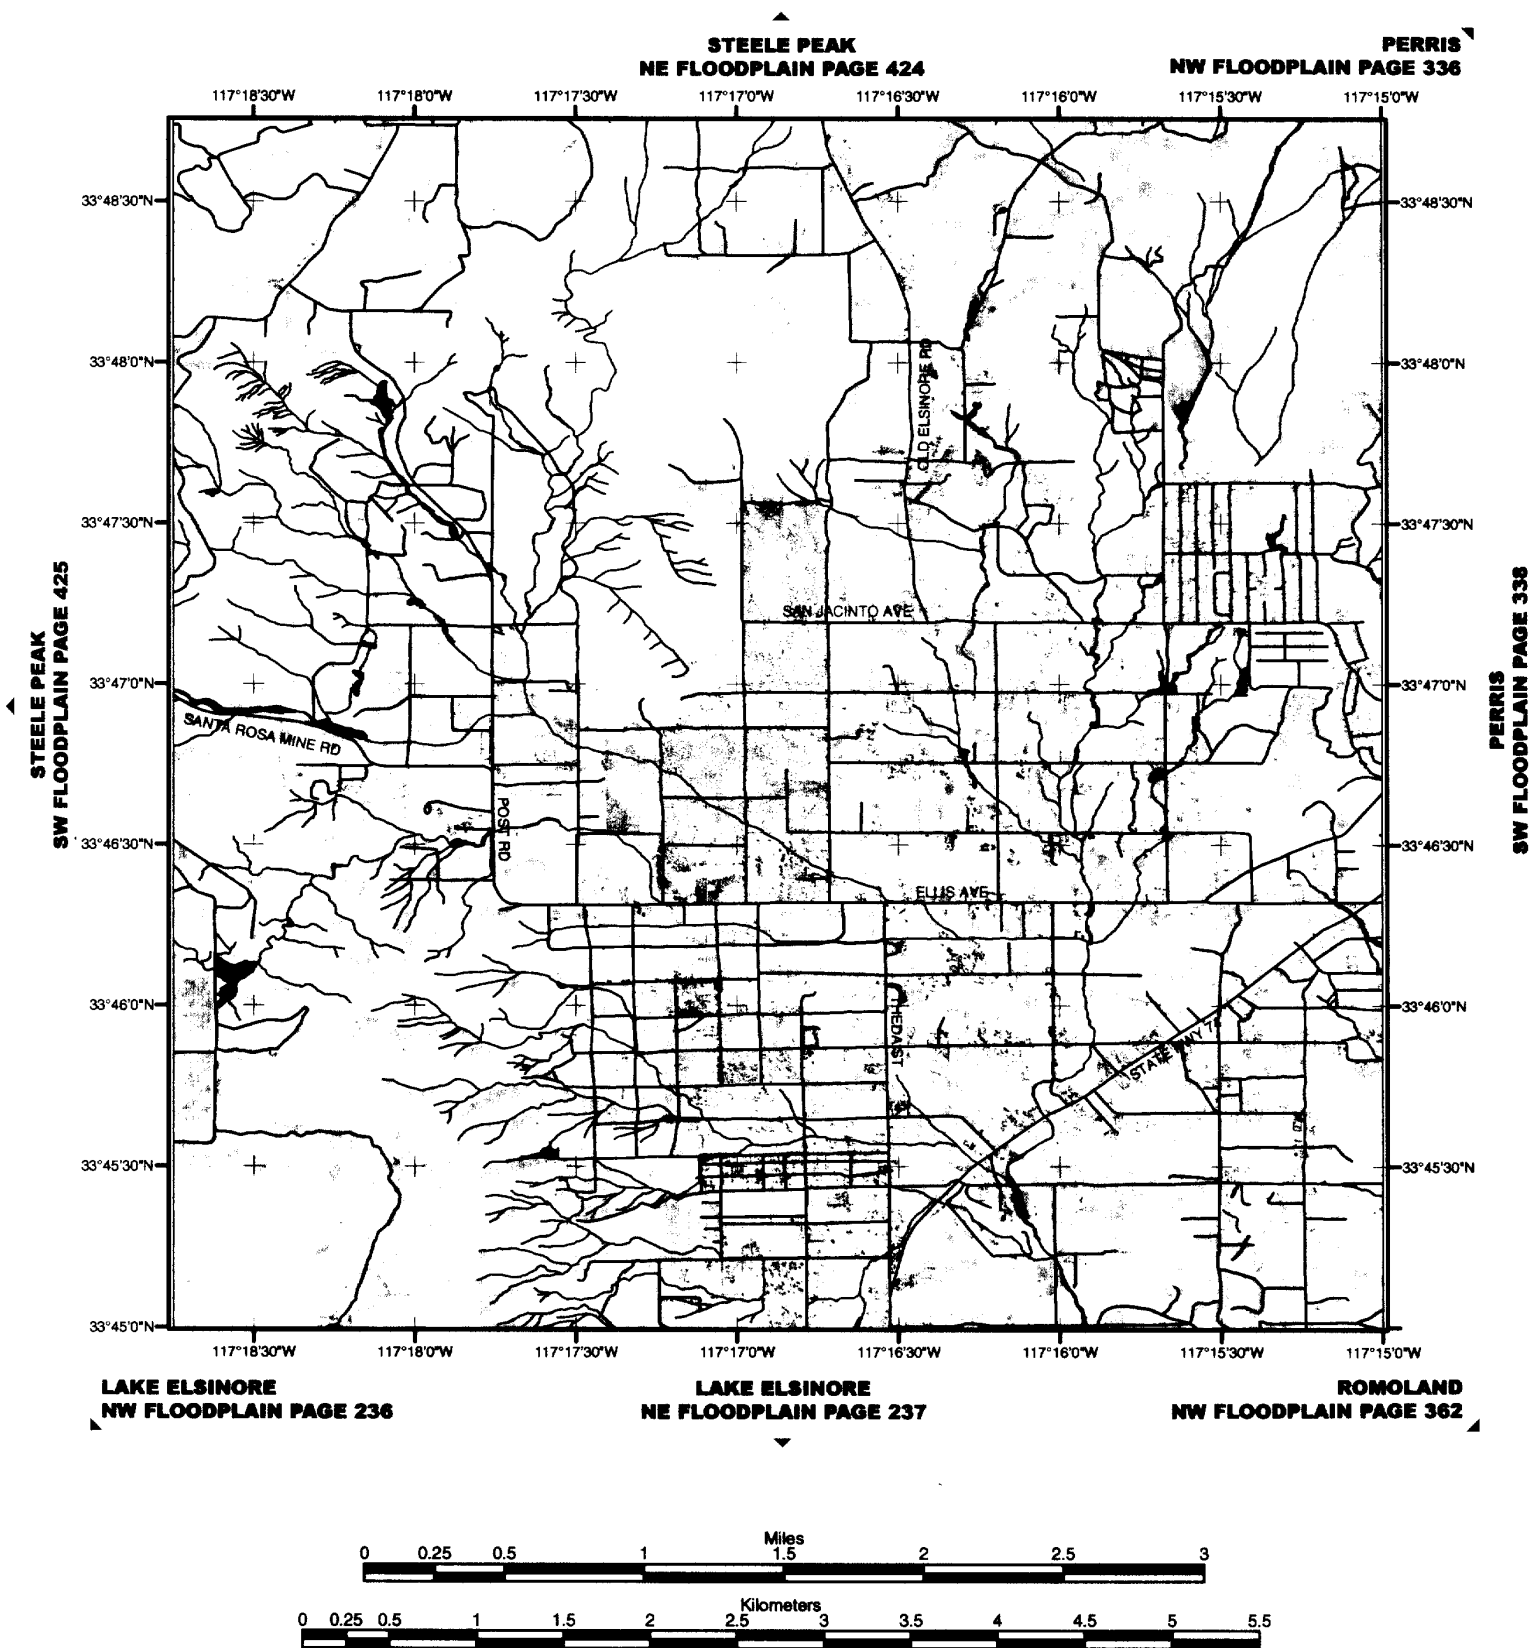 STEELE PEAK
NE FLOODPLAIN PAGE 424
PERRIS
NW FLOODPLAIN PAGE 336
117°18'30"W 117°18'0"W 117°17'30"W 117°17'0"W 117°16'30"W 117°16'0"W 117°15'30"W 117°15'0"W
33°48'30"N 33°48'30"N
33°48'0"N 33°48'0"N
OLD ELSINORE RD
33°47'30"N 33°47'30"N
SAN JACINTO AVE
STEELE PEAK
SW FLOODPLAIN PAGE 425
33°47'0"N 33°47'0"N
PERRIS
SW FLOODPLAIN PAGE 338
SANTA ROSA MINE RD
POST RD
33°46'30"N 33°46'30"N
ELLIS AVE
33°46'0"N 33°46'0"N
THEDA ST
STATE HWY 74
33°45'30"N 33°45'30"N
33°45'0"N
117°18'30"W 117°18'0"W 117°17'30"W 117°17'0"W 117°16'30"W 117°16'0"W 117°15'30"W 117°15'0"W
LAKE ELSINORE
NW FLOODPLAIN PAGE 236
LAKE ELSINORE
NE FLOODPLAIN PAGE 237
ROMOLAND
NW FLOODPLAIN PAGE 362
Miles
0 0.25 0.5 1 1.5 2 2.5 3
Kilometers
0 0.25 0.5 1 1.5 2 2.5 3 3.5 4 4.5 5 5.5